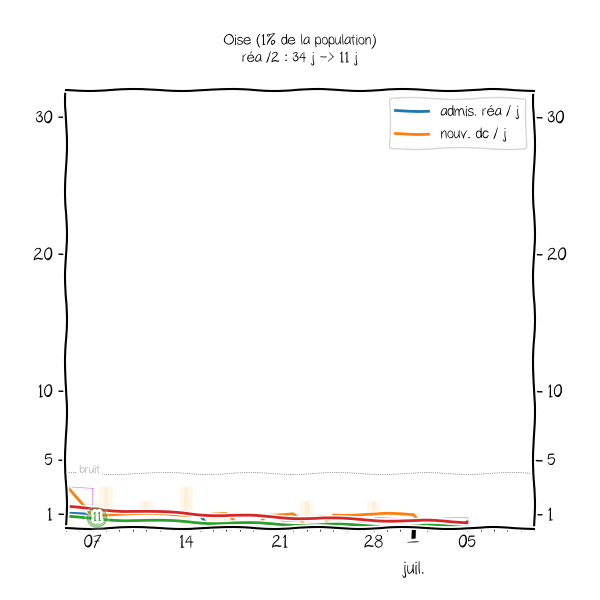 Oise (1% de la population)
réa /2 : 34 j -> 11 j
admis. réa / j
nouv. dc / j
30
30
20
20
10
10
5
5
bruit
1
1
11
07
14
21
28
05
juil.